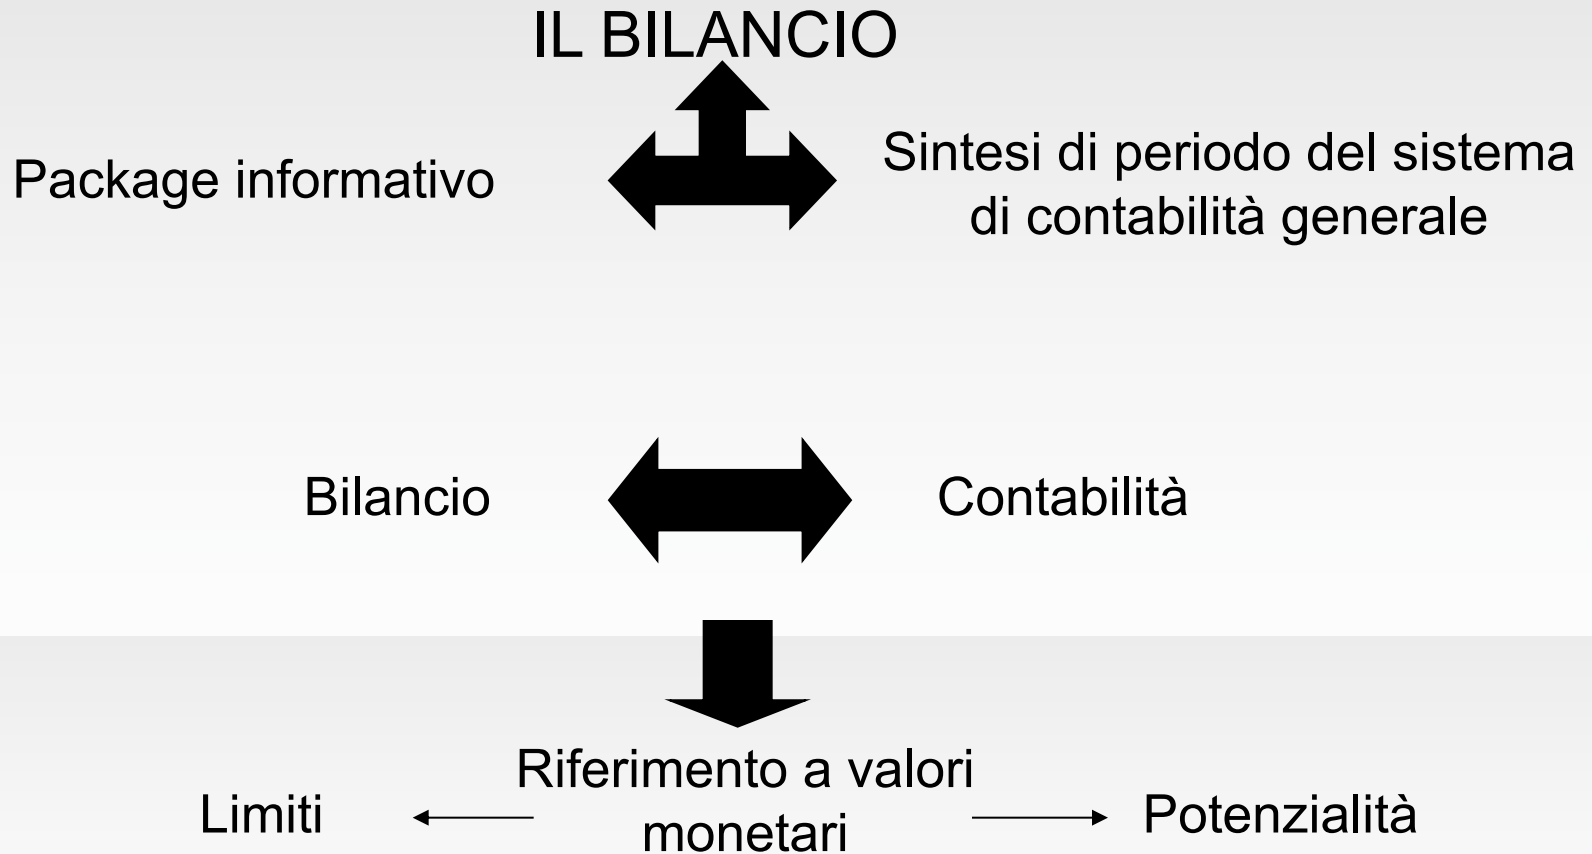 IL BILANCIO
Package informativo
Sintesi di periodo del sistema
di contabilità generale
Bilancio
Contabilità
Riferimento a valori
monetari
Limiti
Potenzialità